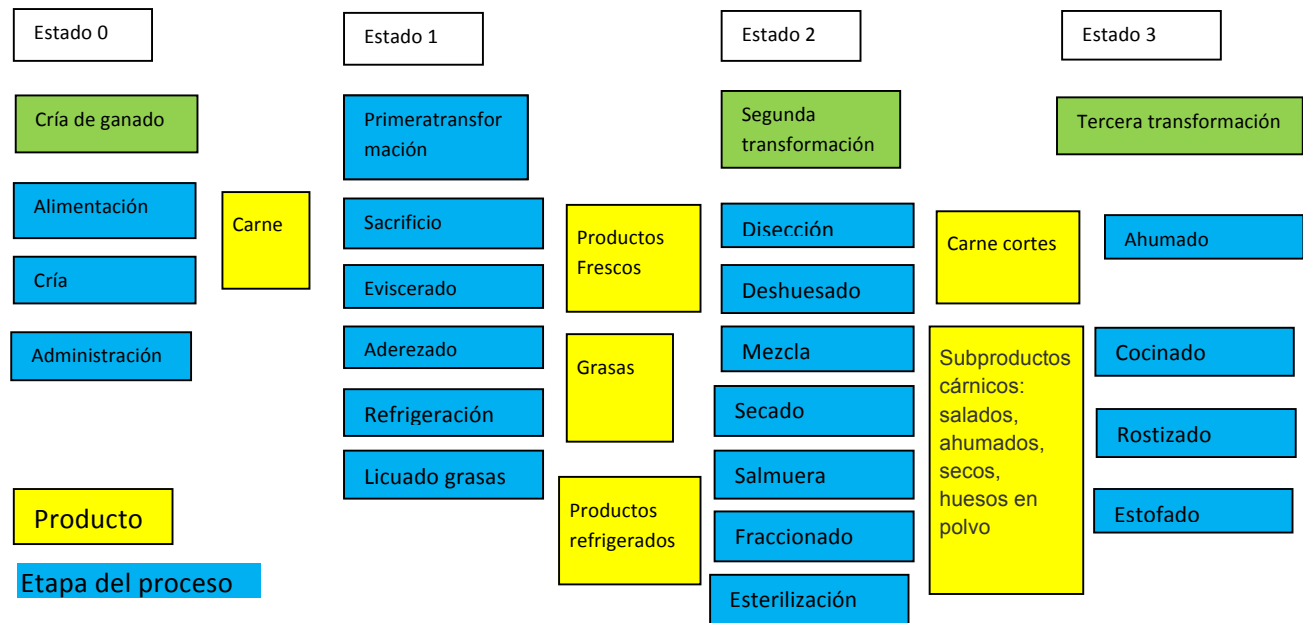 Estado 0
Estado 1
Estado 2
Estado 3
Cría de ganado
Primeratransfor
mación
Segunda
transformación
Tercera transformación
Alimentación
Cría
Administración
Carne
Sacrificio
Eviscerado
Aderezado
Refrigeración
Licuado grasas
Productos
Frescos
Grasas
Productos
refrigerados
Disección
Deshuesado
Mezcla
Secado
Salmuera
Fraccionado
Esterilización
Carne cortes
Subproductos
cárnicos:
salados,
ahumados,
secos,
huesos en
polvo
Ahumado
Cocinado
Rostizado
Estofado
Producto
Etapa del proceso